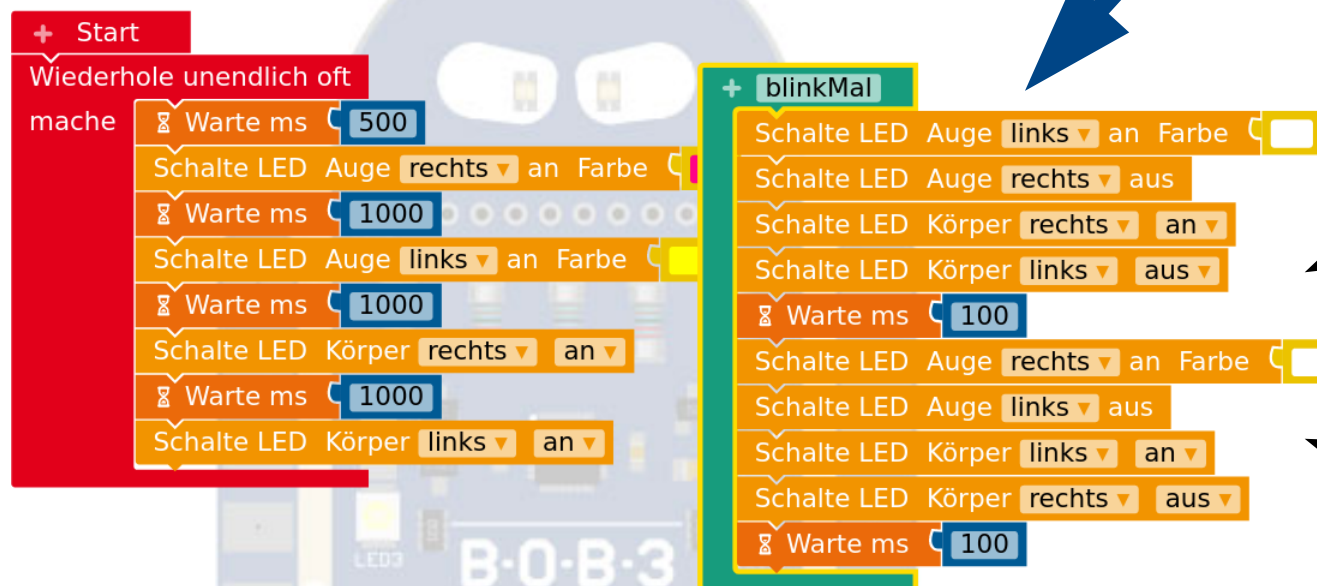 + Start
Wiederhole unendlich oft
mache
Warte ms 500
Schalte LED Auge rechts an Farbe
Warte ms 1000
Schalte LED Auge links an Farbe
Warte ms 1000
Schalte LED Körper rechts an
Warte ms 1000
Schalte LED Körper links an
+ blinkMal
Schalte LED Auge links an Farbe
Schalte LED Auge rechts aus
Schalte LED Körper rechts an
Schalte LED Körper links aus
Warte ms 100
Schalte LED Auge rechts an Farbe
Schalte LED Auge links aus
Schalte LED Körper links an
Schalte LED Körper rechts aus
Warte ms 100
LED3
B-O-B-3